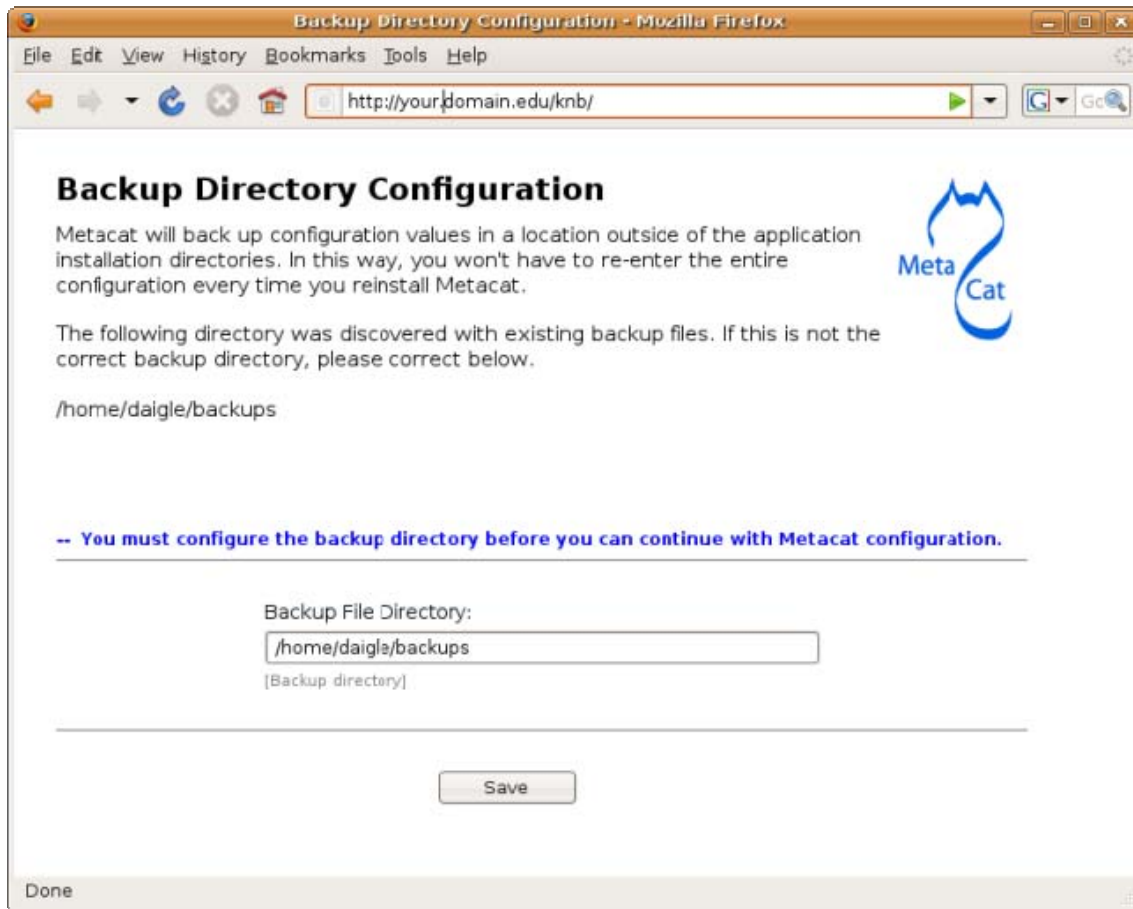 Backup Directory Configuration - Mozilla Firefox
File Edit View History Bookmarks Tools Help
http://your.domain.edu/knb/
G
Backup Directory Configuration
Metacat will back up configuration values in a location outside of the application
installation directories. In this way, you won't have to re-enter the entire
configuration every time you reinstall Metacat.
Meta
Cat
The following directory was discovered with existing backup files. If this is not the
correct backup directory, please correct below.
/home/daigle/backups
-- You must configure the backup directory before you can continue with Metacat configuration.
Backup File Directory:
/home/daigle/backups
[Backup directory]
Save
Done